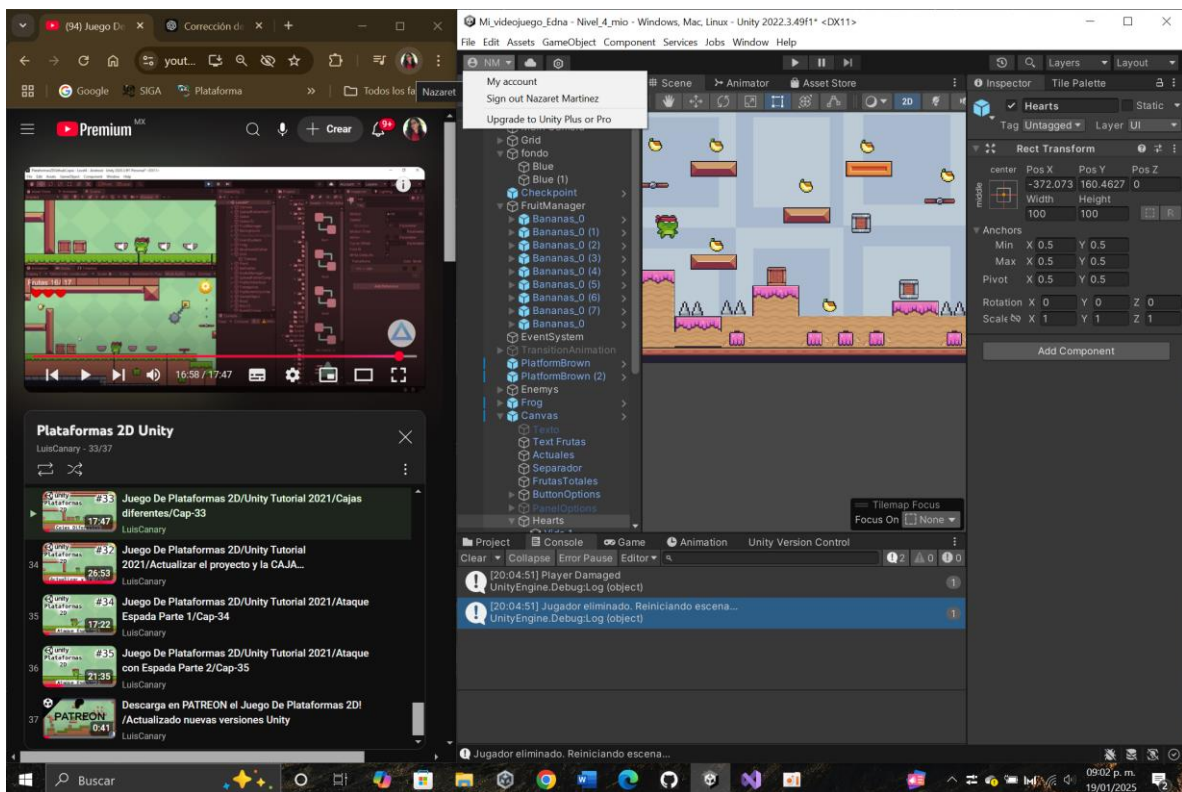 (94) Juego De
Corrección de
yout...
Google
SIGA
Plataforma
»
Todos los fa
Nazaret
Premium MX
Crear
9+
Frutas 16/ 17
16:58 / 17:47
Plataformas 2D Unity
LuisCanary - 33/37
#33
17:47
Juego De Plataformas 2D/Unity Tutorial 2021/Cajas
diferentes/Cap-33
LuisCanary
34
#32
26:53
Juego De Plataformas 2D/Unity Tutorial
2021/Actualizar el proyecto y la CAJA...
LuisCanary
35
#34
17:22
Juego De Plataformas 2D/Unity Tutorial 2021/Ataque
Espada Parte 1/Cap-34
LuisCanary
36
#35
21:35
Juego De Plataformas 2D/Unity Tutorial 2021/Ataque
con Espada Parte 2/Cap-35
LuisCanary
37
PATREON
0:41
Descarga en PATREON el Juego De Plataformas 2D!
/Actualizado nuevas versiones Unity
LuisCanary
Mi_videojuego_Edna - Nivel_4_mio - Windows, Mac, Linux - Unity 2022.3.49f1* <DX11>
File Edit Assets GameObject Component Services Jobs Window Help
NM
Layers
Layout
My account
Sign out Nazaret Martinez
Upgrade to Unity Plus or Pro
Scene
Animator
Asset Store
2D
Grid
fondo
Blue
Blue (1)
Checkpoint
FruitManager
Bananas_0
Bananas_0 (1)
Bananas_0 (2)
Bananas_0 (3)
Bananas_0 (4)
Bananas_0 (5)
Bananas_0 (6)
Bananas_0 (7)
Bananas_0
EventSystem
TransitionAnimation
PlatformBrown
PlatformBrown (2)
Enemys
Frog
Canvas
Texto
Text Frutas
Actuales
Separador
FrutasTotales
ButtonOptions
PanelOptions
Hearts
Tilemap Focus
Focus On None
Inspector
Tile Palette
Hearts
Static
Tag Untagged
Layer UI
Rect Transform
center
middle
Pos X Pos Y Pos Z
-372.073 160.4627 0
Width Height
100 100
R
Anchors
Min X 0.5 Y 0.5
Max X 0.5 Y 0.5
Pivot X 0.5 Y 0.5
Rotation X 0 Y 0 Z 0
Scale X 1 Y 1 Z 1
Add Component
Project Console Game Animation Unity Version Control
Clear Collapse Error Pause Editor
2 0 0
[20:04:51] Player Damaged
UnityEngine.Debug:Log (object)
1
[20:04:51] Jugador eliminado. Reiniciando escena...
UnityEngine.Debug:Log (object)
1
Jugador eliminado. Reiniciando escena...
Buscar
09:02 p. m.
19/01/2025
2